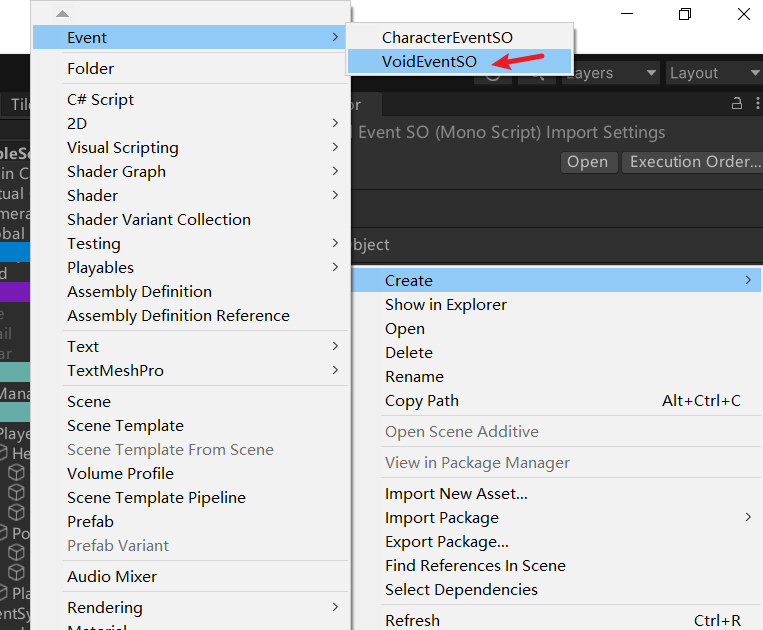 Event
Folder
C# Script
2D
Visual Scripting
Shader Graph
Shader
Shader Variant Collection
Testing
Playables
Assembly Definition
Assembly Definition Reference
Text
TextMeshPro
Scene
Scene Template
Scene Template From Scene
Volume Profile
Scene Template Pipeline
Prefab
Prefab Variant
Audio Mixer
Rendering
Material
CharacterEventSO
VoidEventSO
Layers
Layout
Event SO (Mono Script) Import Settings
Open
Execution Order...
bject
Create
Show in Explorer
Open
Delete
Rename
Copy Path Alt+Ctrl+C
Open Scene Additive
View in Package Manager
Import New Asset...
Import Package
Export Package...
Find References In Scene
Select Dependencies
Refresh Ctrl+R